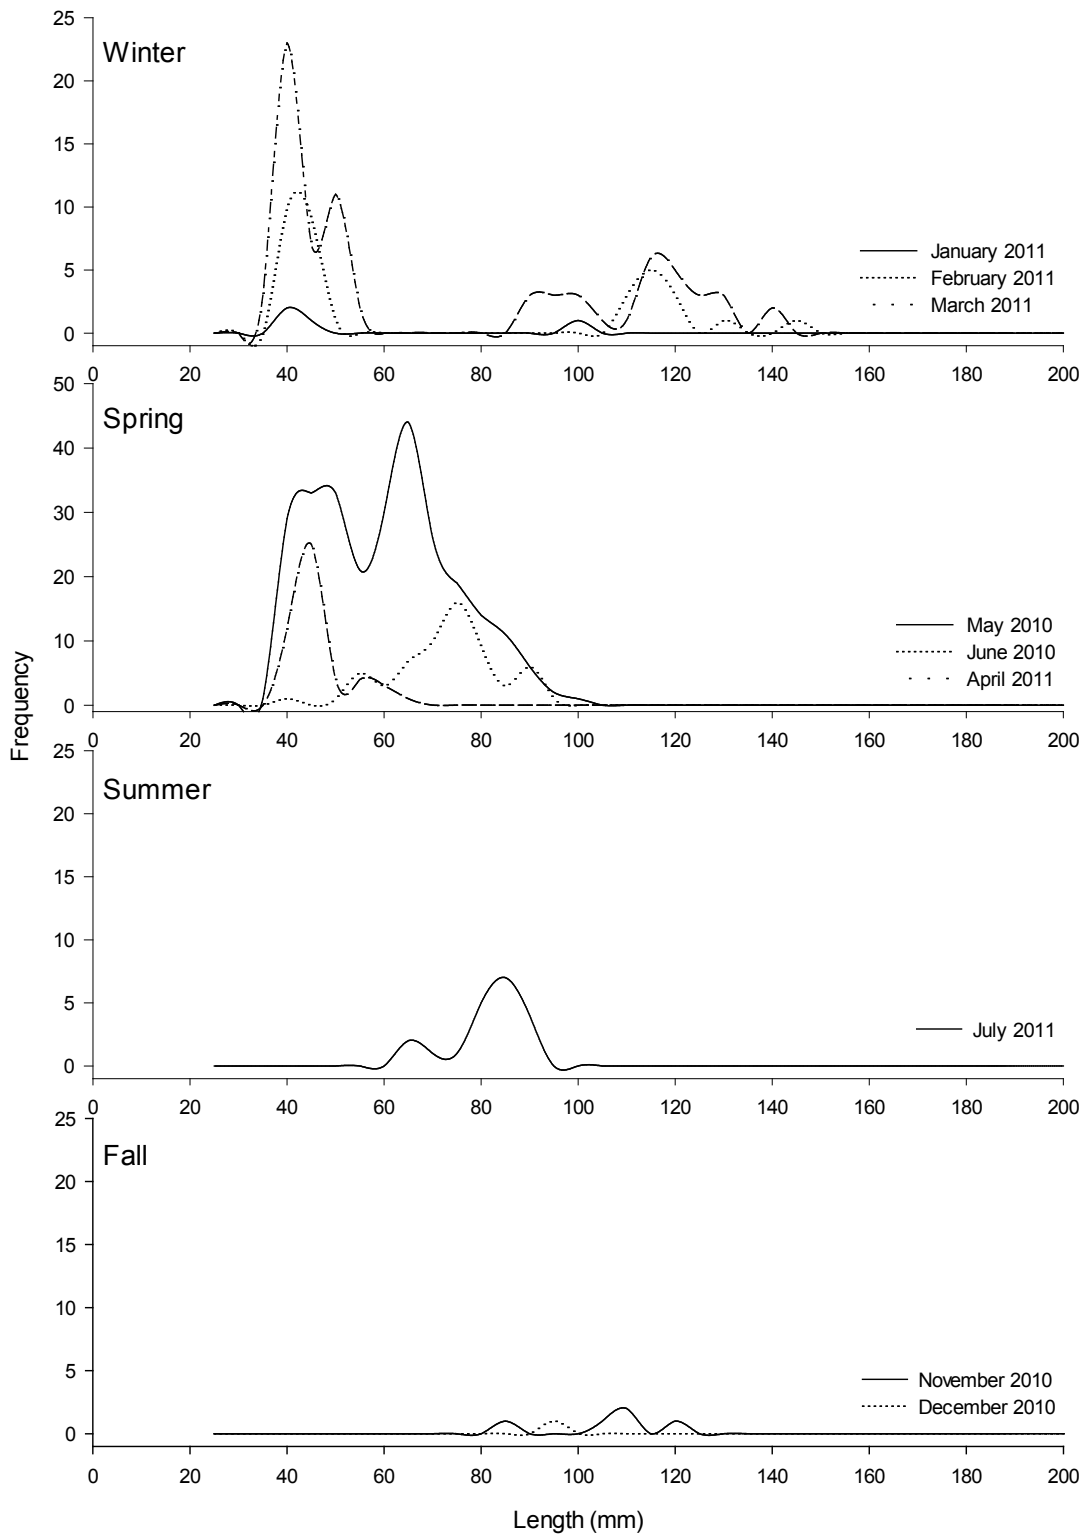 25
Winter
20
15
10
January 2011
5
February 2011
March 2011
0
0 20 40 60 80 100 120 140 160 180 200
50
Spring
40
30
20
May 2010
10
June 2010
April 2011
0
Frequency
0 20 40 60 80 100 120 140 160 180 200
25
Summer
20
15
10
5
July 2011
0
0 20 40 60 80 100 120 140 160 180 200
25
Fall
20
15
10
5
November 2010
December 2010
0
0 20 40 60 80 100 120 140 160 180 200
Length (mm)